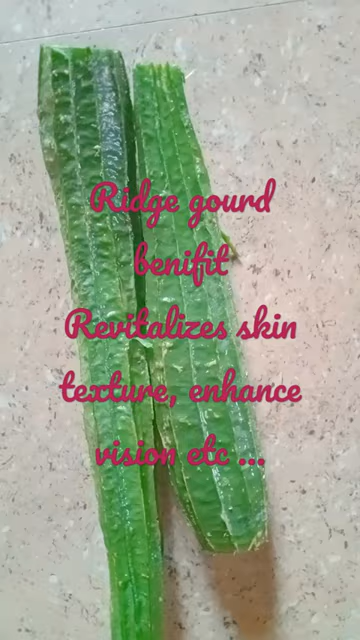 Ridge gourd
benifit
Revitalizes skin
texture, enhance
vision etc ...